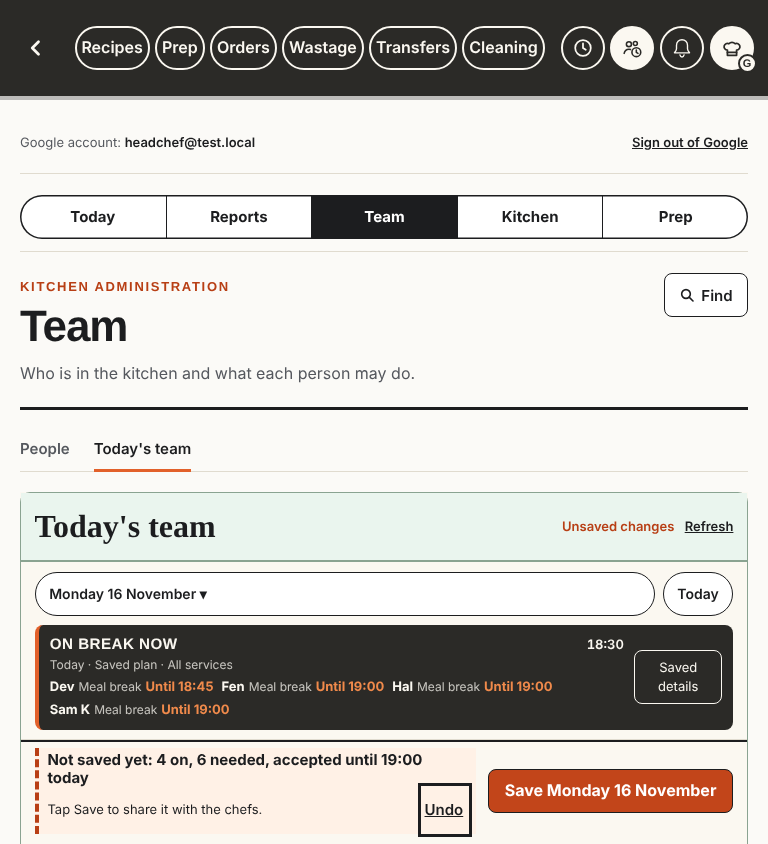 Recipes Prep Orders Wastage Transfers Cleaning
G
Google account: headchef@test.local Sign out of Google
Today Reports Team Kitchen Prep
KITCHEN ADMINISTRATION
Find
Team
Who is in the kitchen and what each person may do.
People Today's team
Today's team Unsaved changes Refresh
Monday 16 November ▾ Today
ON BREAK NOW 18:30
Today · Saved plan · All services
Saved
details
Dev Meal break Until 18:45 Fen Meal break Until 19:00 Hal Meal break Until 19:00
Sam K Meal break Until 19:00
Not saved yet: 4 on, 6 needed, accepted until 19:00
today
Tap Save to share it with the chefs. Undo
Save Monday 16 November